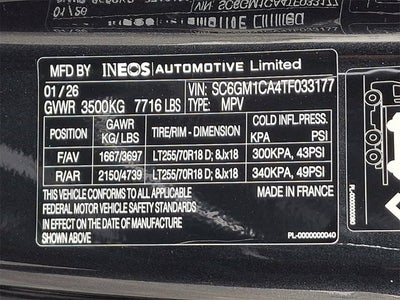 MFD BY INEOS AUTOMOTIVE Limited
01/26 VIN: SC6GM1CA4TF033177
GVWR 3500KG 7716 LBS TYPE: MPV
POSITION GAWR KG/LBS TIRE/RIM - DIMENSION COLD INFL.PRESS. KPA PSI
F/AV 1667/3697 LT255/70R18 D; 8Jx18 300KPA, 43PSI
R/AR 2150/4739 LT255/70R18 D; 8Jx18 340KPA, 49PSI
THIS VEHICLE CONFORMS TO ALL APPLICABLE MADE IN FRANCE
FEDERAL MOTOR VEHICLE SAFETY STANDARDS
IN EFFECT ON THE DATE OF MANUFACTURE
SHOWN ABOVE PL-0000000040